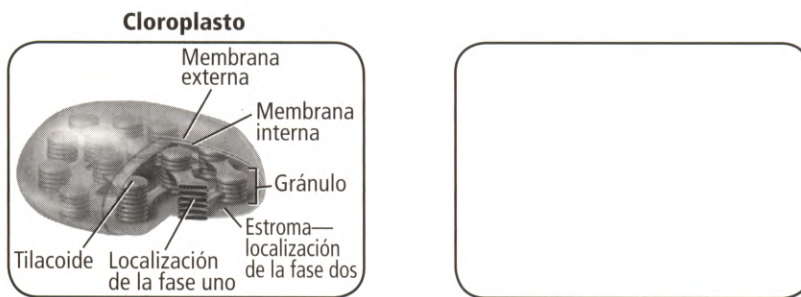 Cloroplasto
Membrana
externa
Membrana
interna
Gránulo
Estroma—
localización
de la fase dos
Tilacoide
Localización
de la fase uno